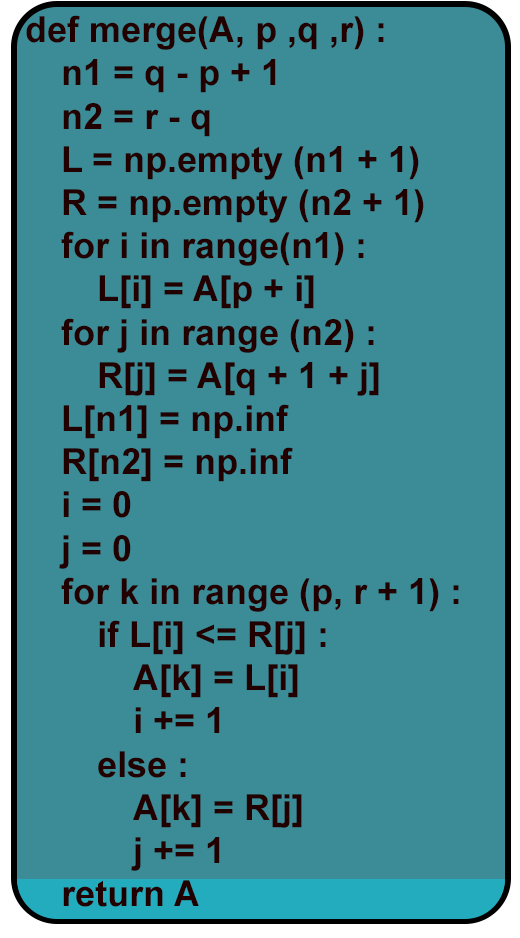 def merge(A, p ,q ,r) :
n1 = q - p + 1
n2 = r - q
L = np.empty (n1 + 1)
R = np.empty (n2 + 1)
for i in range(n1) :
L[i] = A[p + i]
for j in range (n2) :
R[j] = A[q + 1 + j]
L[n1] = np.inf
R[n2] = np.inf
i = 0
j = 0
for k in range (p, r + 1) :
if L[i] <= R[j] :
A[k] = L[i]
i += 1
else :
A[k] = R[j]
j += 1
return A